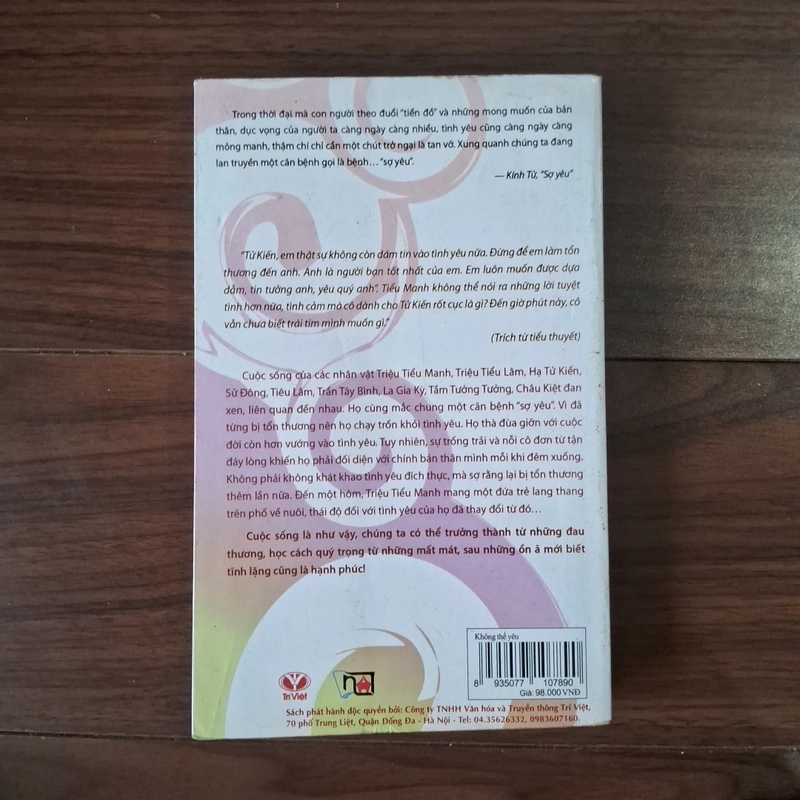 Trong thời đại mà con người theo đuổi "tiền đồ" và những mong muốn của bản
thân, dục vọng của người ta càng ngày càng nhiều, tình yêu cũng càng ngày càng
mỏng manh, thậm chí chỉ cần một chút trở ngại là tan vỡ. Xung quanh chúng ta đang
lan truyền một căn bệnh gọi là bệnh… "sợ yêu".
— Kính Tử, "Sợ yêu"
"Tử Kiến, em thật sự không còn dám tin vào tình yêu nữa. Đừng để em làm tổn
thương đến anh. Anh là người bạn tốt nhất của em. Em luôn muốn được dựa
dẫm, tin tưởng anh, yêu quý anh". Tiểu Manh không thể nói ra những lời tuyệt
tình hơn nữa, tình cảm mà cô dành cho Tử Kiến rốt cục là gì? Đến giờ phút này, cô
vẫn chưa biết trái tim mình muốn gì."
(Trích từ tiểu thuyết)
Cuộc sống của các nhân vật Triệu Tiểu Manh, Triệu Tiểu Lâm, Hạ Tử Kiến,
Sử Đông, Tiêu Lâm, Trần Tây Bình, La Gia Kỳ, Tầm Tưởng Tưởng, Châu Kiệt đan
xen, liên quan đến nhau. Họ cùng mắc chung một căn bệnh "sợ yêu". Vì đã
từng bị tổn thương nên họ chạy trốn khỏi tình yêu. Họ thà đùa giỡn với cuộc
đời còn hơn vướng vào tình yêu. Tuy nhiên, sự trống trải và nỗi cô đơn từ tận
đáy lòng khiến họ phải đối diện với chính bản thân mình mỗi khi đêm xuống.
Không phải không khát khao tình yêu đích thực, mà sợ rằng lại bị tổn thương
thêm lần nữa. Đến một hôm, Triệu Tiểu Manh mang một đứa trẻ lang thang
trên phố về nuôi, thái độ đối với tình yêu của họ đã thay đổi từ đó…
Cuộc sống là như vậy, chúng ta có thể trưởng thành từ những đau
thương, học cách quý trọng từ những mất mát, sau những ồn ã mới biết
tĩnh lặng cũng là hạnh phúc!
Không thể yêu
8 935077 107890
Giá: 98.000 VNĐ
Trí Việt
Sách phát hành độc quyền bởi: Công ty TNHH Văn hóa và Truyền thông Trí Việt,
70 phố Trung Liệt, Quận Đống Đa - Hà Nội - Tel: 04.35626332, 0983607160.